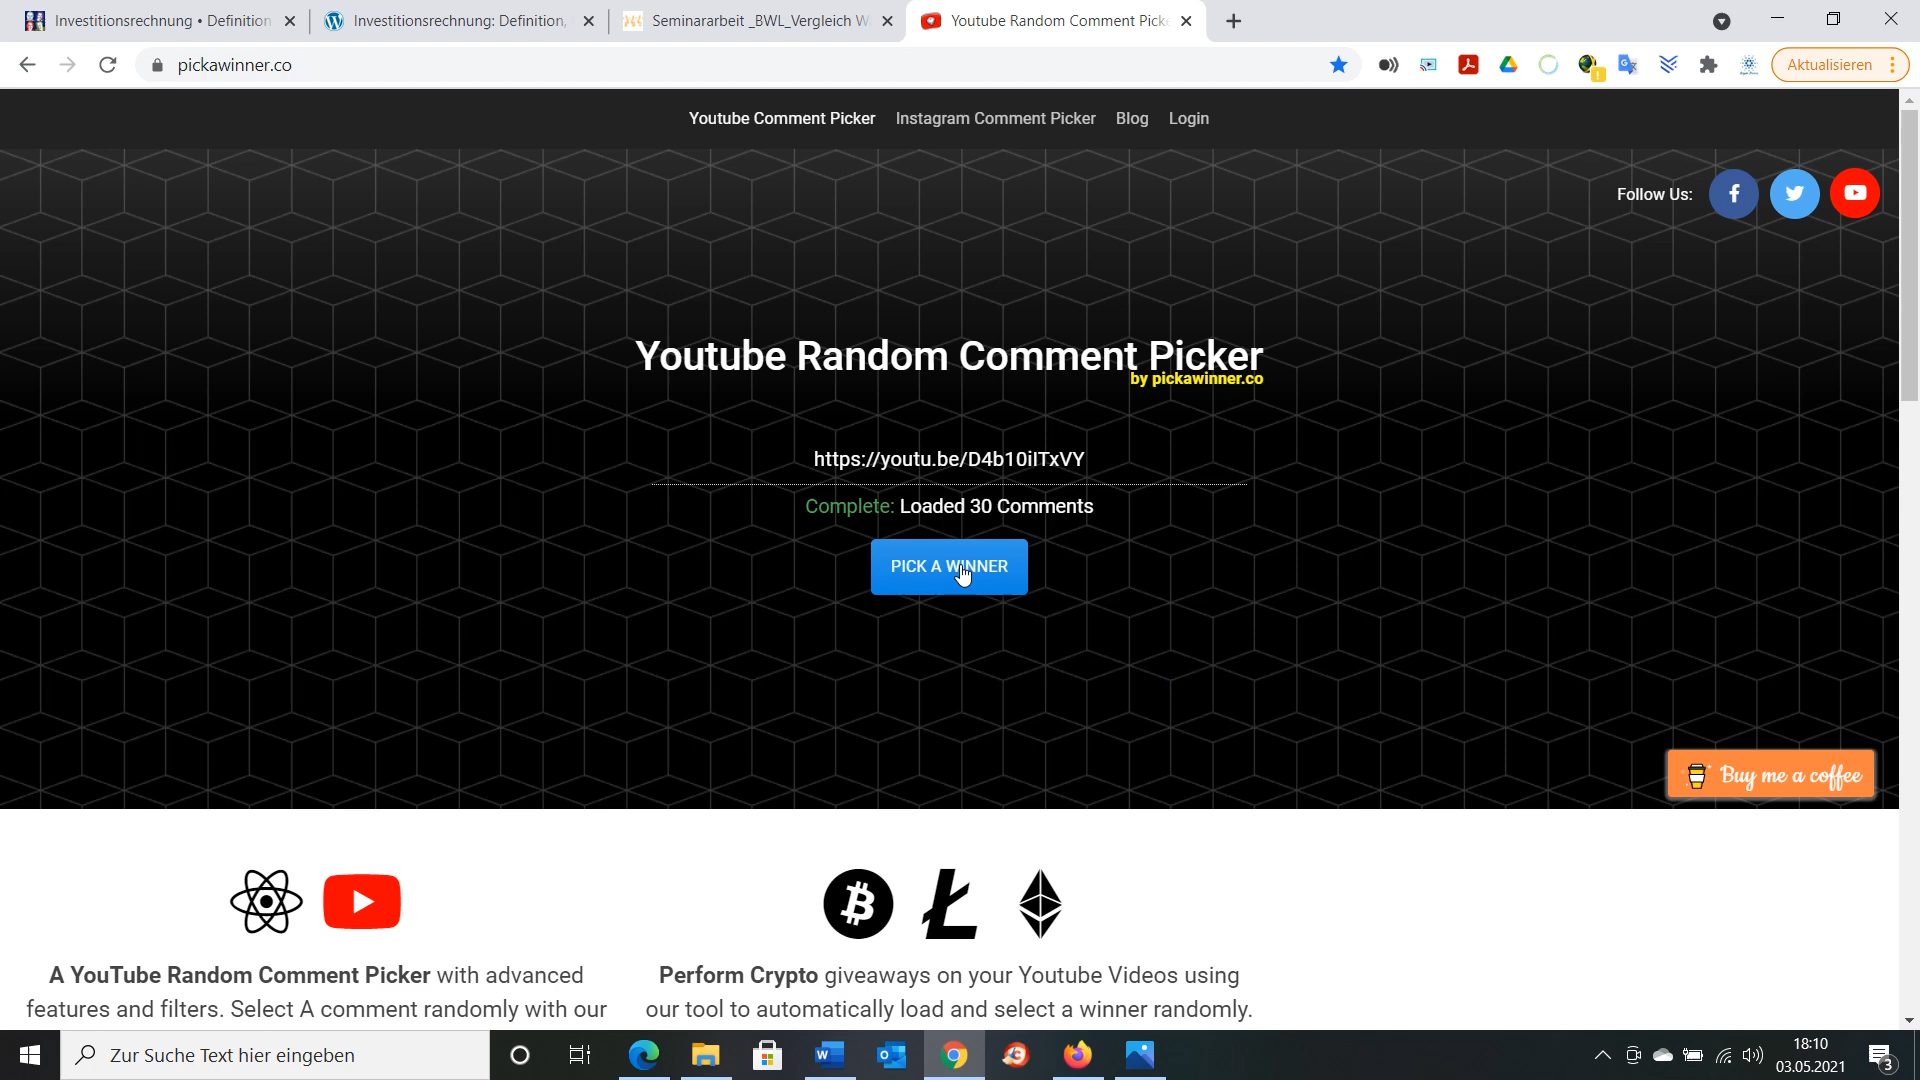 Investitionsrechnung • Definition
Investitionsrechnung: Definition,
Seminararbeit _BWL_Vergleich W
Youtube Random Comment Picke
pickawinner.co
Aktualisieren
Youtube Comment Picker
Instagram Comment Picker
Blog
Login
Follow Us:
Youtube Random Comment Picker
by pickawinner.co
https://youtu.be/D4b10ilTxVY
Complete: Loaded 30 Comments
PICK A WINNER
Buy me a coffee
A YouTube Random Comment Picker with advanced
features and filters. Select A comment randomly with our
Perform Crypto giveaways on your Youtube Videos using
our tool to automatically load and select a winner randomly.
Zur Suche Text hier eingeben
18:10
03.05.2021
3